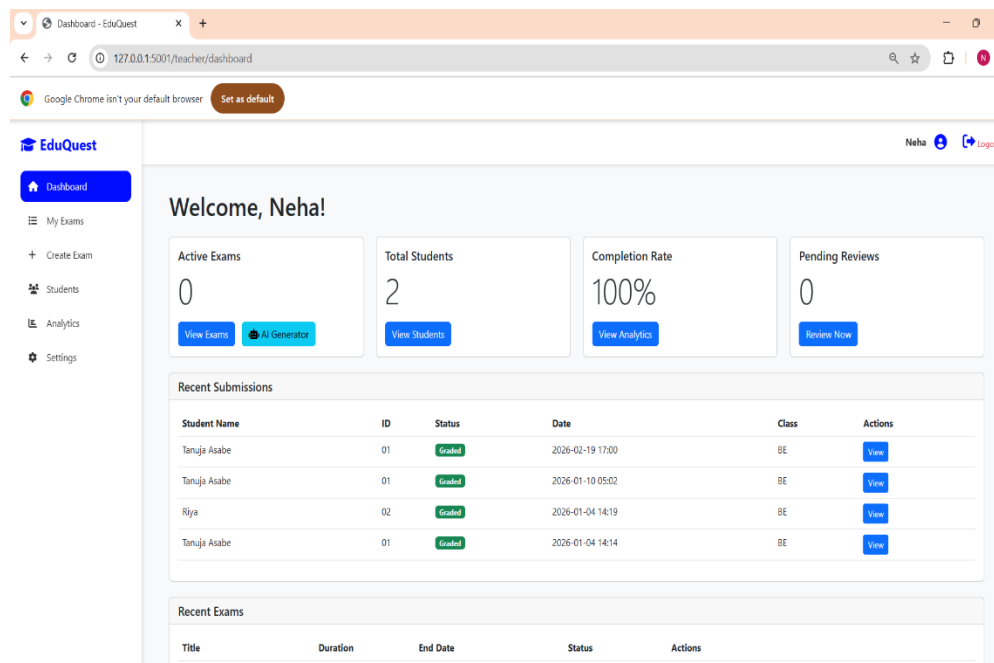 Dashboard - EduQuest
127.0.0.1:5001/teacher/dashboard
N
Google Chrome isn't your default browser Set as default
EduQuest
Neha Logo
Dashboard
My Exams
Create Exam
Students
Analytics
Settings
Welcome, Neha!
Active Exams Total Students Completion Rate Pending Reviews
0 2 100% 0
View Exams AI Generator View Students View Analytics Review Now
Recent Submissions
Student Name ID Status Date Class Actions
Tanuja Asabe 01 Graded 2026-02-19 17:00 BE View
Tanuja Asabe 01 Graded 2026-01-10 05:02 BE View
Riya 02 Graded 2026-01-04 14:19 BE View
Tanuja Asabe 01 Graded 2026-01-04 14:14 BE View
Recent Exams
Title Duration End Date Status Actions